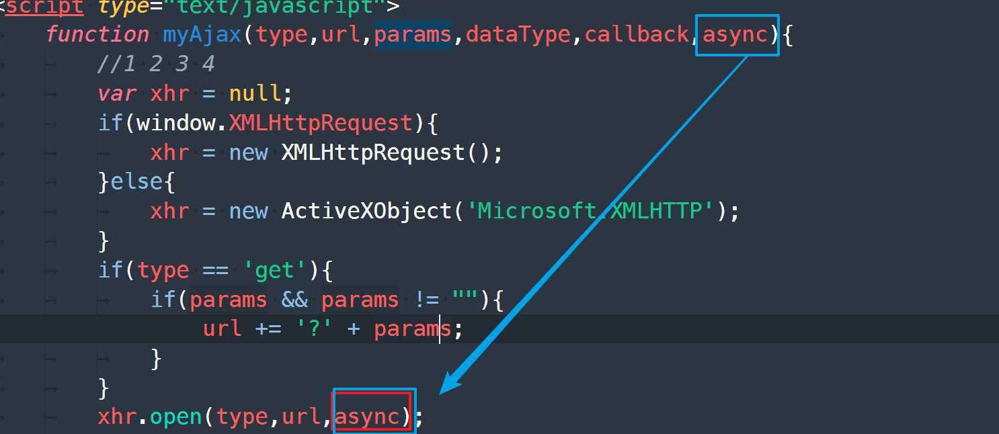 <script type="text/javascript">
function myAjax(type,url,params,dataType,callback,async){
//1 2 3 4
var xhr = null;
if(window.XMLHttpRequest){
xhr = new XMLHttpRequest();
}else{
xhr = new ActiveXObject('Microsoft.XMLHTTP');
}
if(type == 'get'){
if(params && params != ""){
url += '?' + params;
}
}
xhr.open(type,url,async);